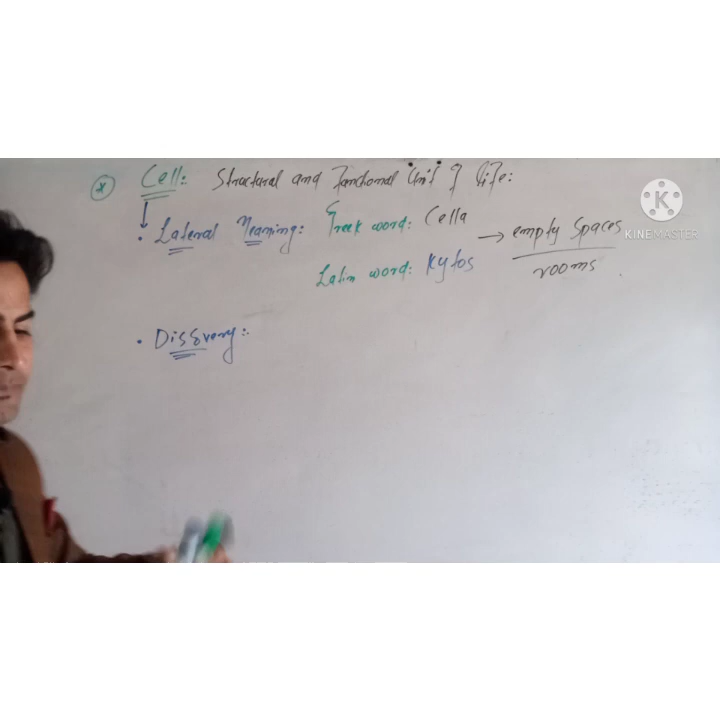 KINEMASTER
Cell: Structural and Functional Unit of life:
Lateral Meaning: Greek word: Cella → empty Spaces
Latin word: Kytos rooms
Discovery: